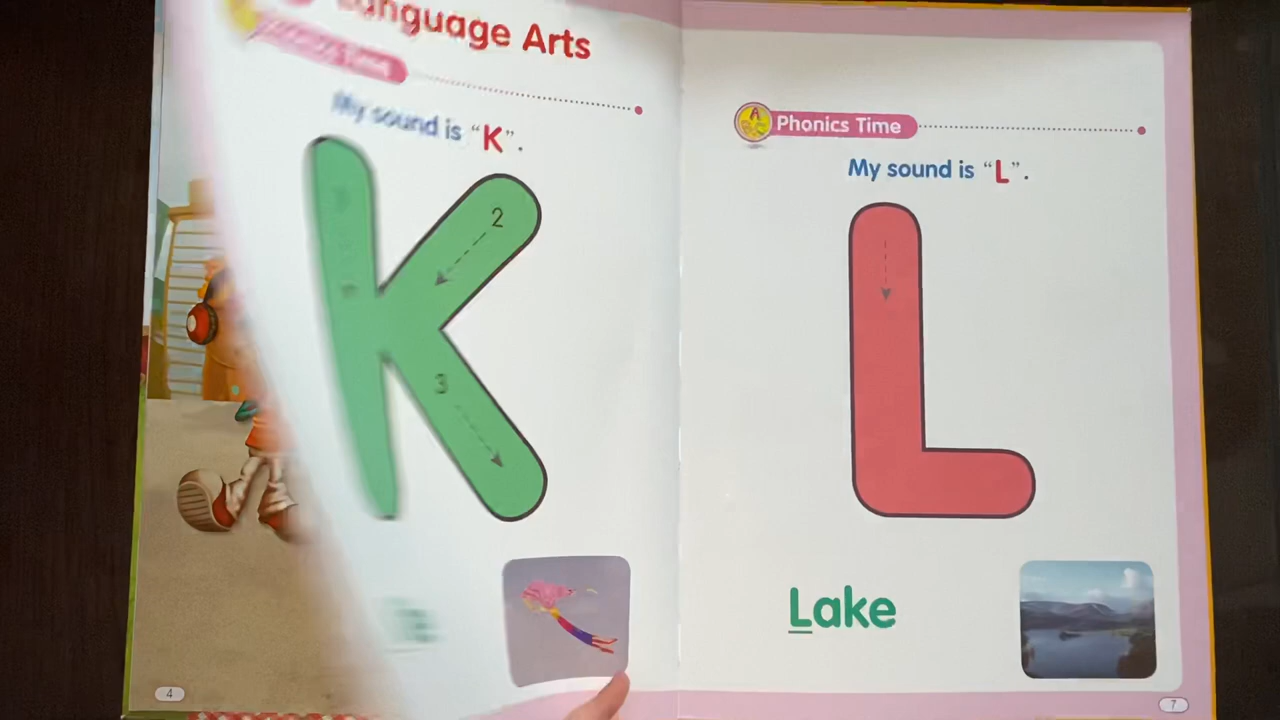 Language Arts
My sound is "K".
2
3
4
A
Phonics Time
My sound is "L".
Lake
7